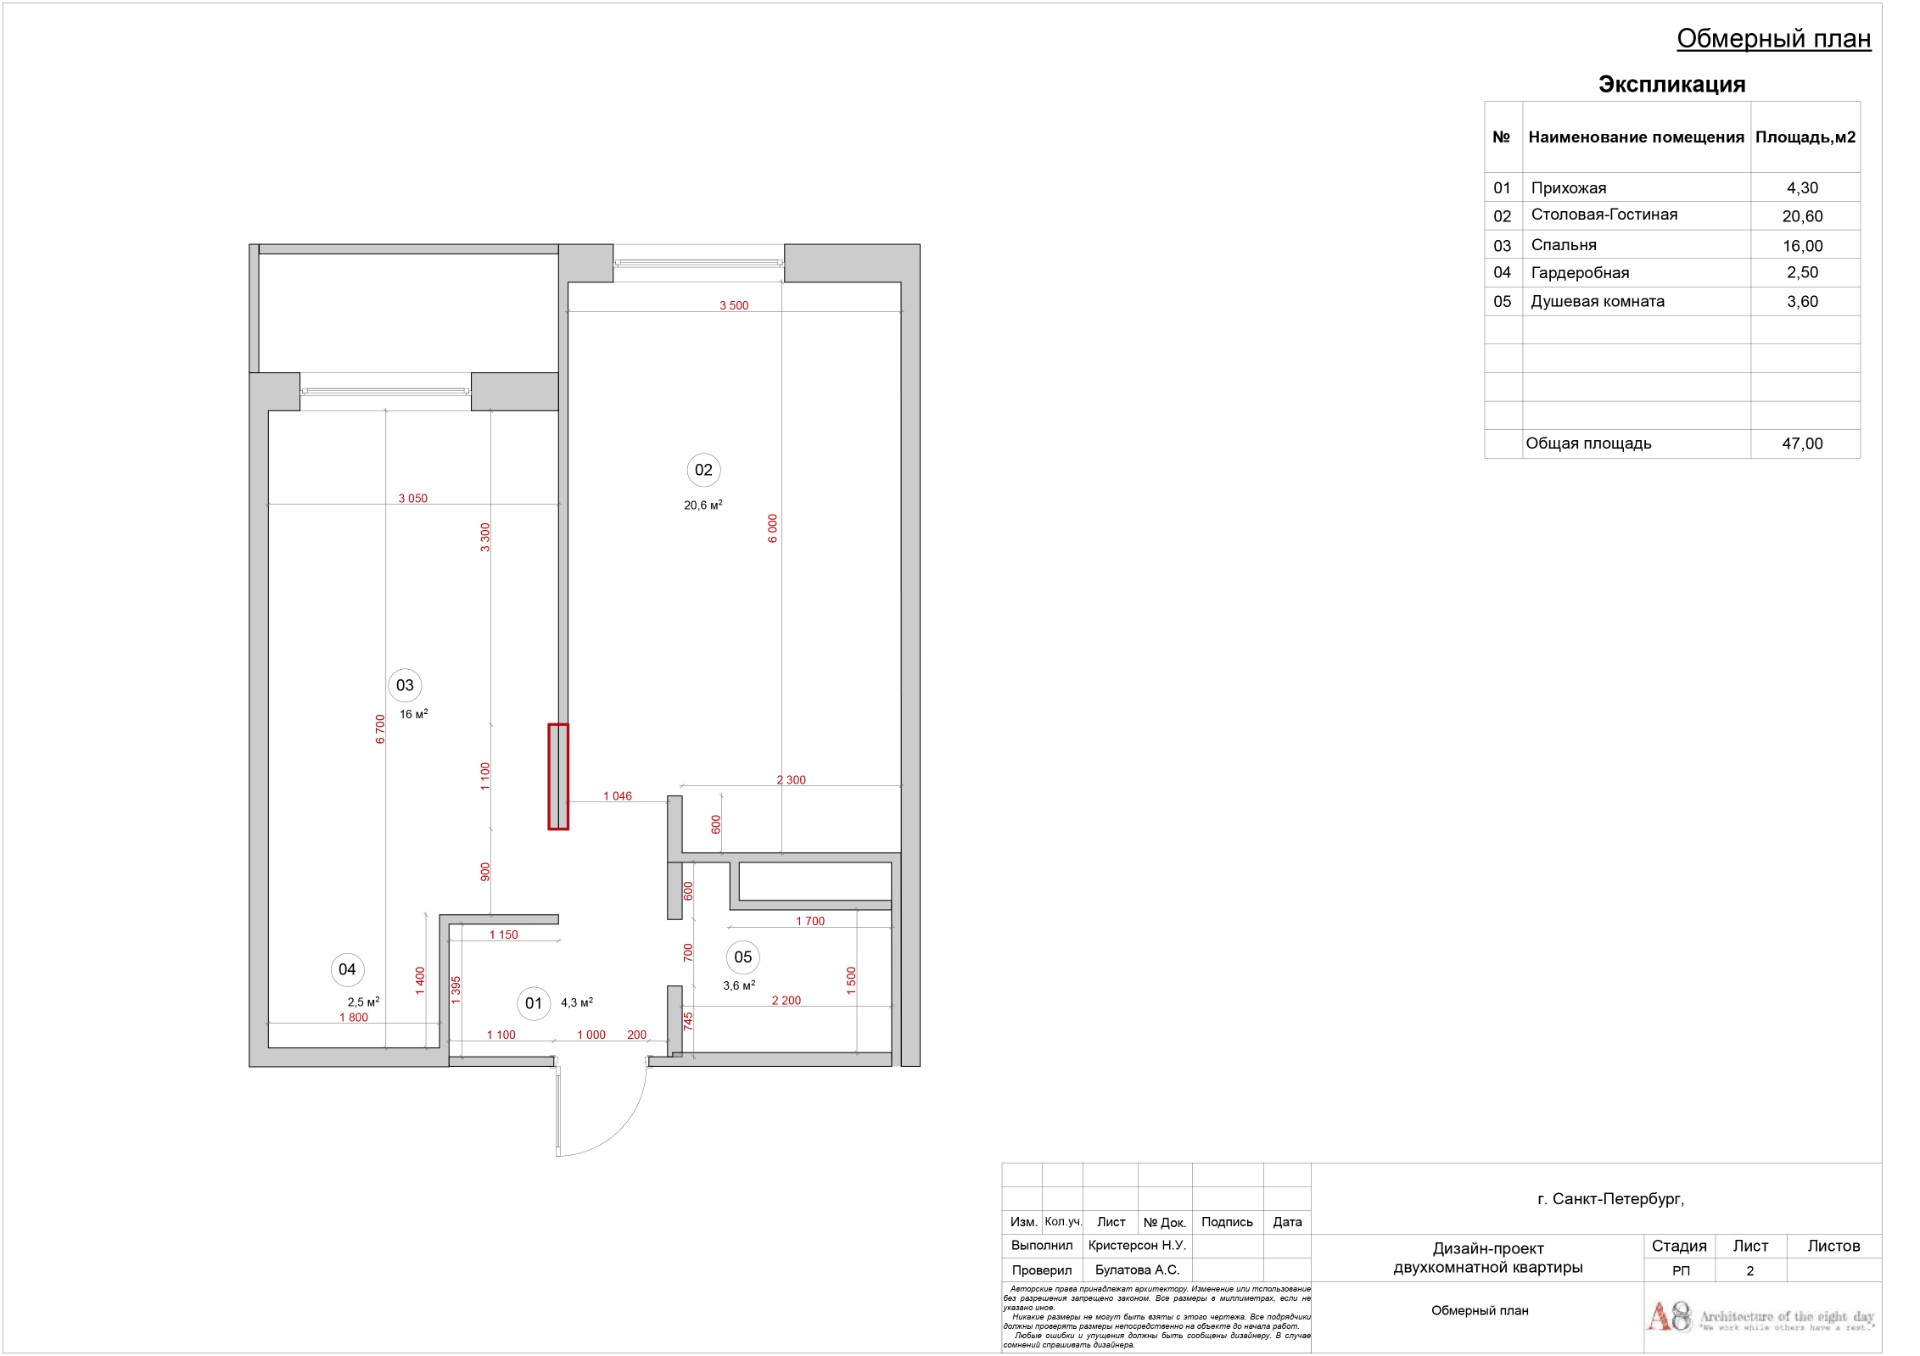 Обмерный план
Экспликация
№ Наименование помещения Площадь,м2
01 Прихожая 4,30
02 Столовая-Гостиная 20,60
03 Спальня 16,00
04 Гардеробная 2,50
05 Душевая комната 3,60
Общая площадь 47,00
3 500
02
20,6 м²
3 050
3 300
6 000
03
16 м²
6 700
1 100
2 300
1 046
600
900
600
1 700
1 150
700
05
3,6 м²
04
2,5 м²
1 400
1 395
01
4,3 м²
1 500
2 200
1 800
745
1 100
1 000
200
г. Санкт-Петербург,
Изм. Кол.уч. Лист № Док. Подпись Дата
Выполнил Кристерсон Н.У.
Проверил Булатова А.С.
Дизайн-проект
двухкомнатной квартиры
Стадия Лист Листов
РП 2
Авторские права принадлежат архитектору. Изменение или тспользование
без разрешения запрещено законом. Все размеры в миллиметрах, если не
указано иное.
Никакие размеры не могут быть взяты с этого чертежа. Все подрядчики
должны проверять размеры непосредственно на объекте до начала работ.
Любые ошибки и упущения должны быть сообщены дизайнеру. В случае
сомнений спрашивать дизайнера.
Обмерный план
A8 Architecture of the eight day
"We work while others have a rest."